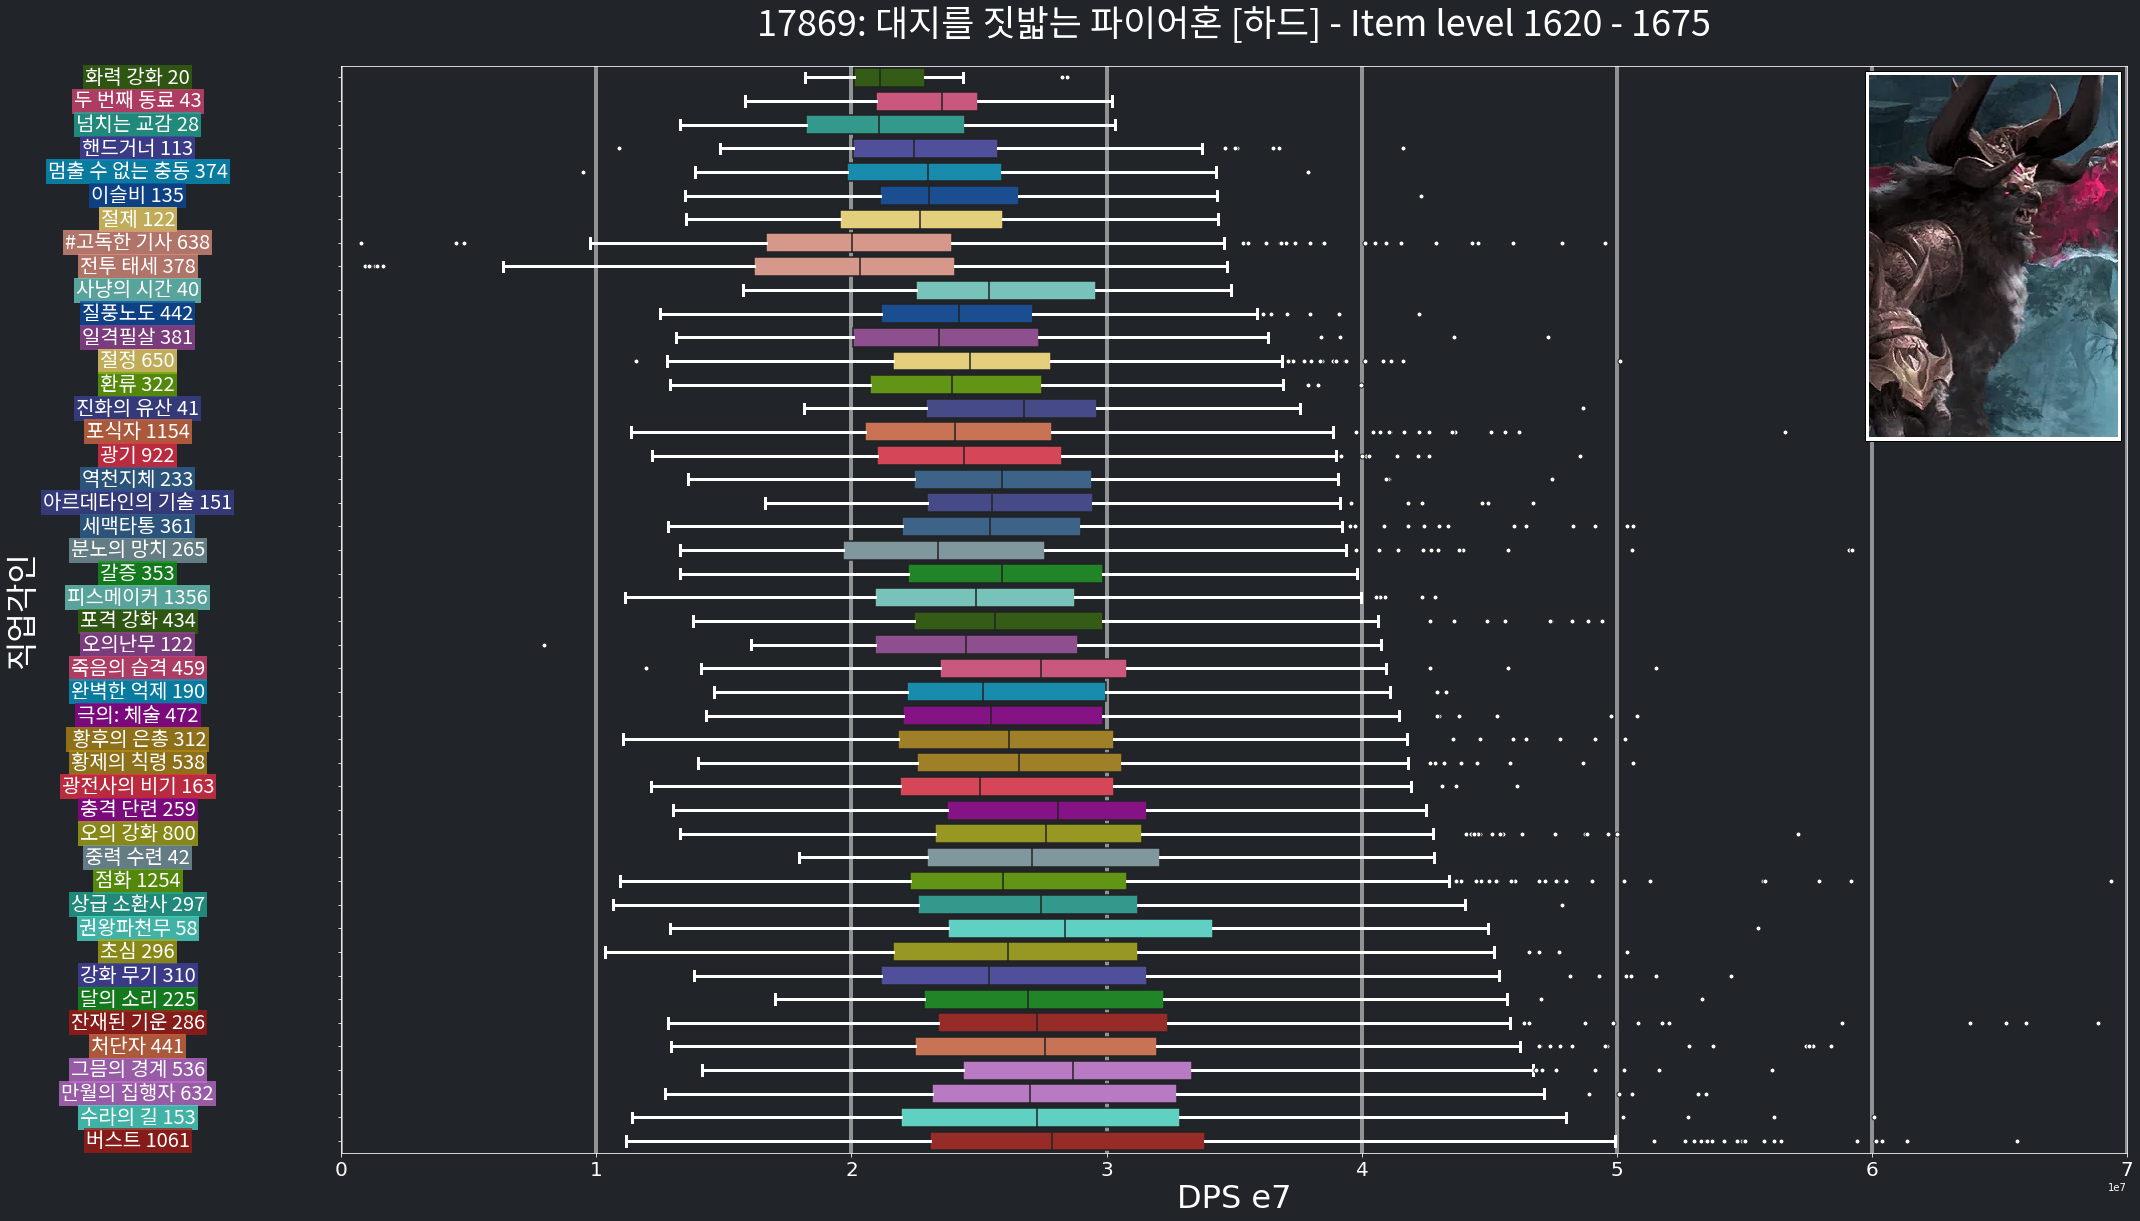 17869: 대지를 짓밟는 파이어혼 [하드] - Item level 1620 - 1675
직업각인
화력 강화 20
두 번째 동료 43
넘치는 교감 28
핸드거너 113
멈출 수 없는 충동 374
이슬비 135
절제 122
#고독한 기사 638
전투 태세 378
사냥의 시간 40
질풍노도 442
일격필살 381
절정 650
환류 322
진화의 유산 41
포식자 1154
광기 922
역천지체 233
아르데타인의 기술 151
세맥타통 361
분노의 망치 265
갈증 353
피스메이커 1356
포격 강화 434
오의난무 122
죽음의 습격 459
완벽한 억제 190
극의: 체술 472
황후의 은총 312
황제의 칙령 538
광전사의 비기 163
충격 단련 259
오의 강화 800
중력 수련 42
점화 1254
상급 소환사 297
권왕파천무 58
초심 296
강화 무기 310
달의 소리 225
잔재된 기운 286
처단자 441
그믐의 경계 536
만월의 집행자 632
수라의 길 153
버스트 1061
0 1 2 3 4 5 6 7
1e7
DPS e7